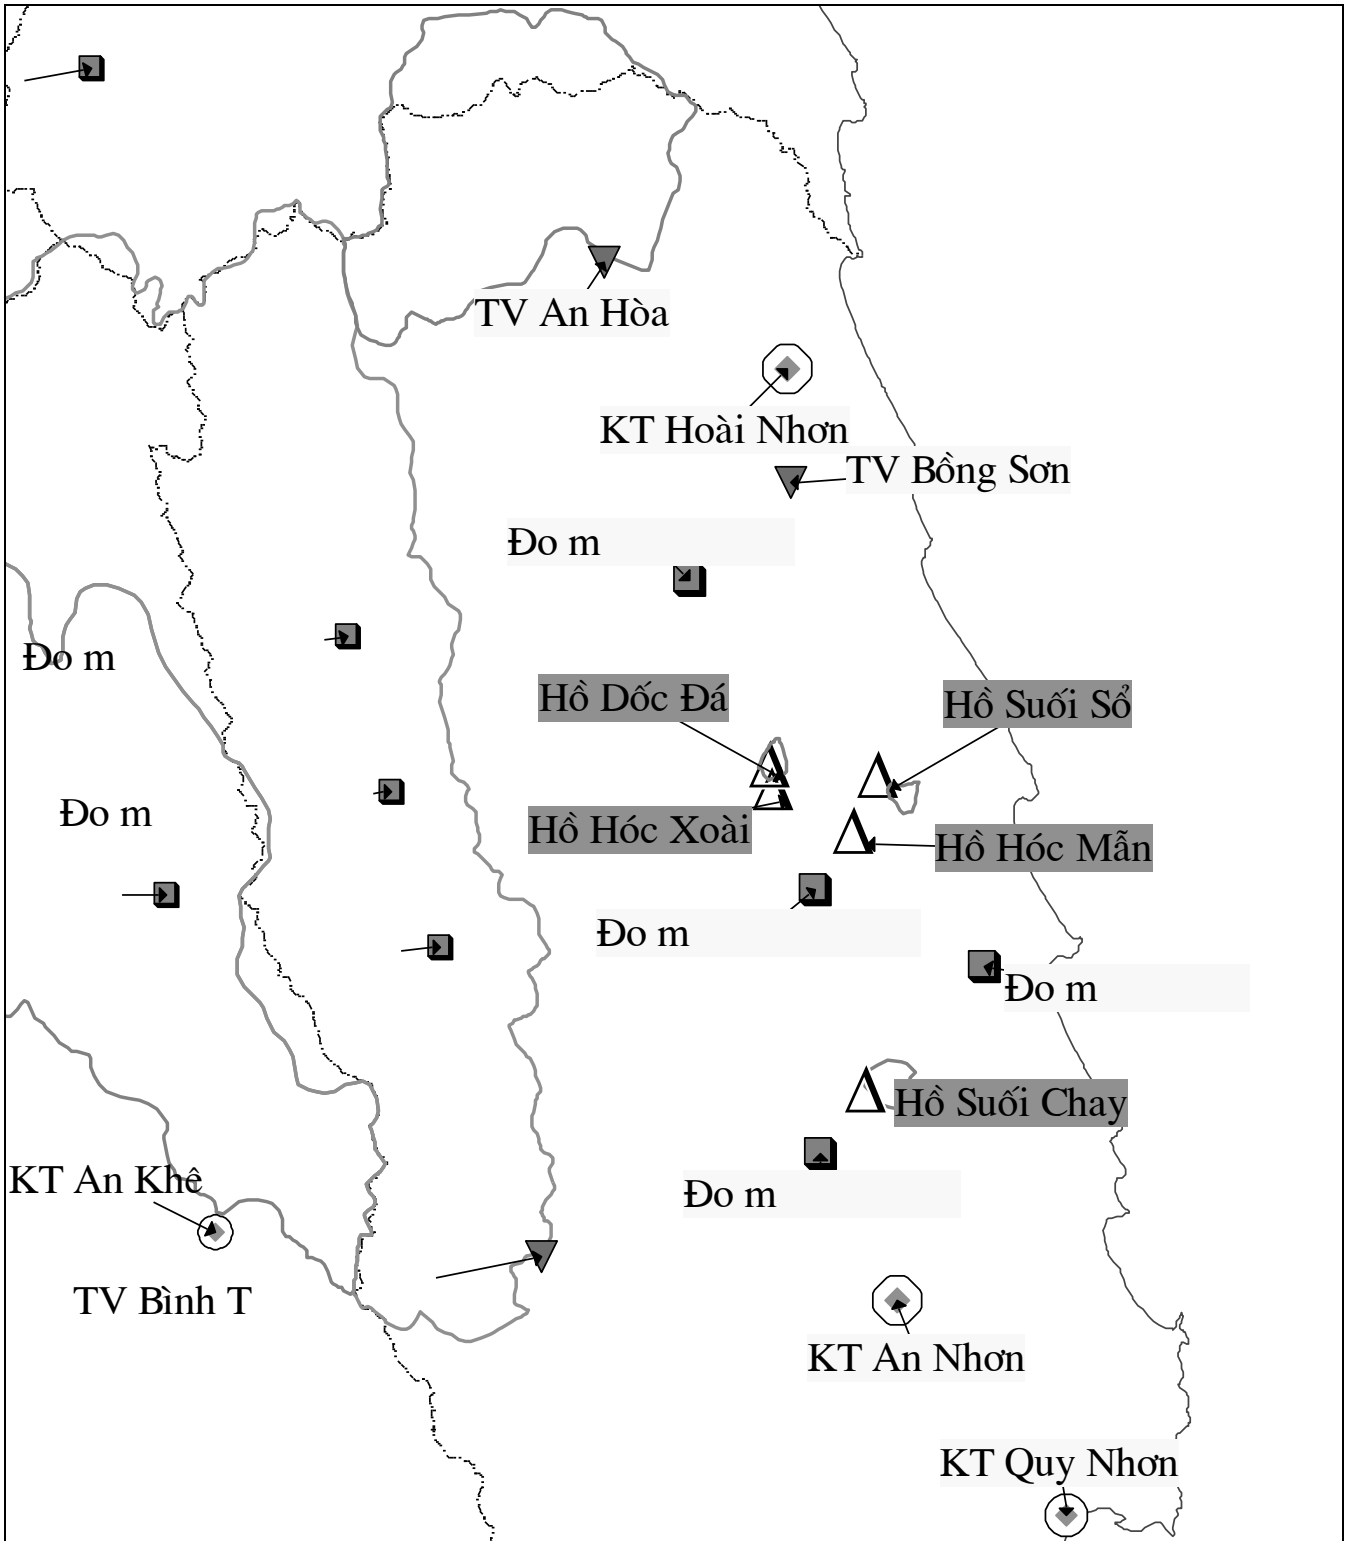 TV An Hòa
KT Hoài Nhơn
TV Bồng Sơn
Đo m
Đo m
Hồ Dốc Đá
Hồ Suối Sổ
Đo m
Hồ Hóc Xoài
Hồ Hóc Mẫn
Đo m
Đo m
Hồ Suối Chay
KT An Khê
Đo m
TV Bình T
KT An Nhơn
KT Quy Nhơn